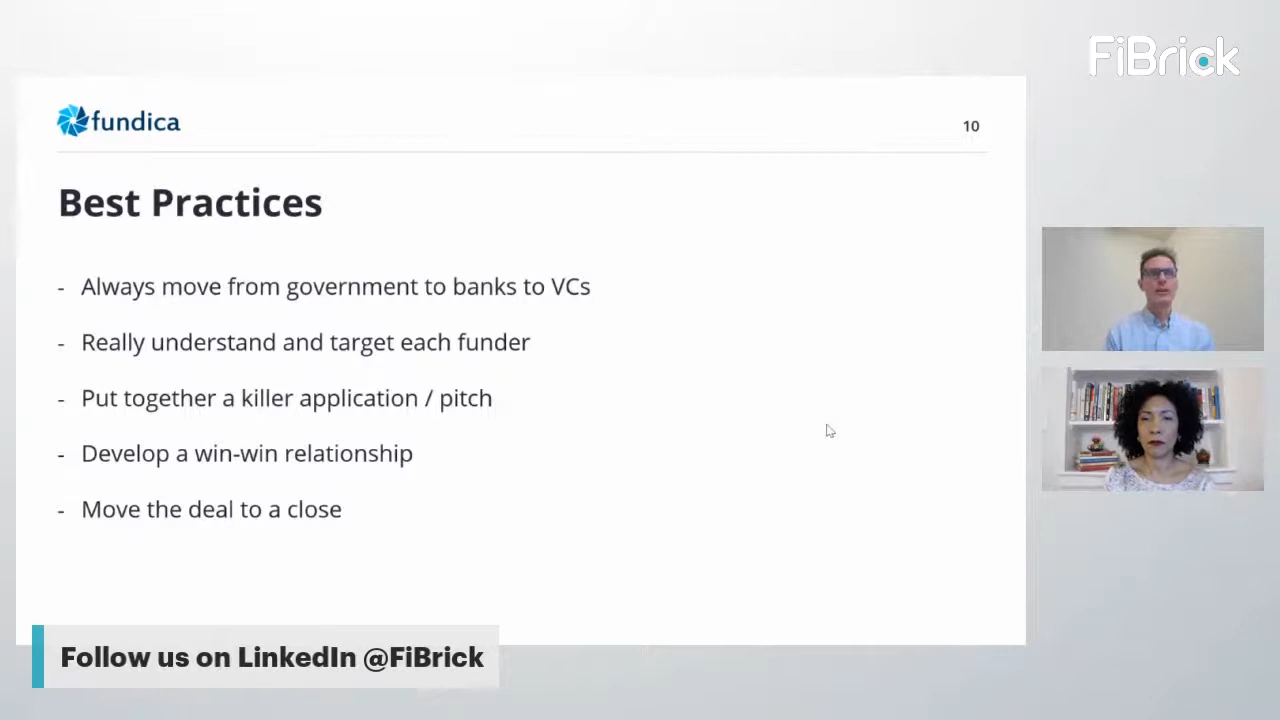 FiBrick
fundica
10
Best Practices
- Always move from government to banks to VCs
- Really understand and target each funder
- Put together a killer application / pitch
- Develop a win-win relationship
- Move the deal to a close
Follow us on LinkedIn @FiBrick